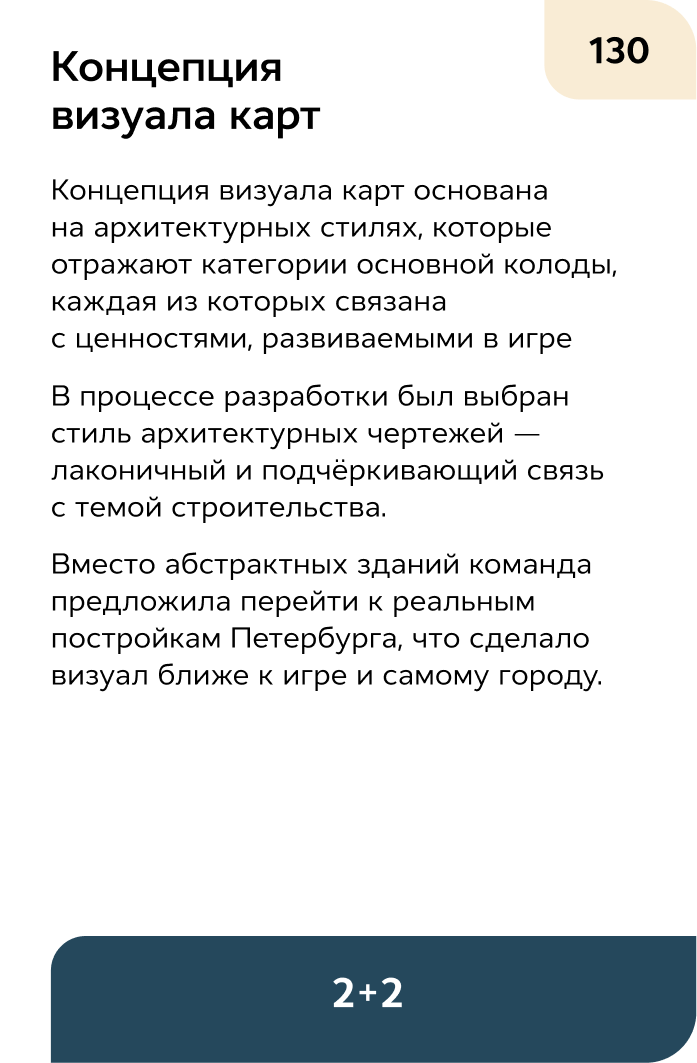 130
Концепция
визуала карт
Концепция визуала карт основана
на архитектурных стилях, которые
отражают категории основной колоды,
каждая из которых связана
с ценностями, развиваемыми в игре
В процессе разработки был выбран
стиль архитектурных чертежей —
лаконичный и подчёркивающий связь
с темой строительства.
Вместо абстрактных зданий команда
предложила перейти к реальным
постройкам Петербурга, что сделало
визуал ближе к игре и самому городу.
2+2